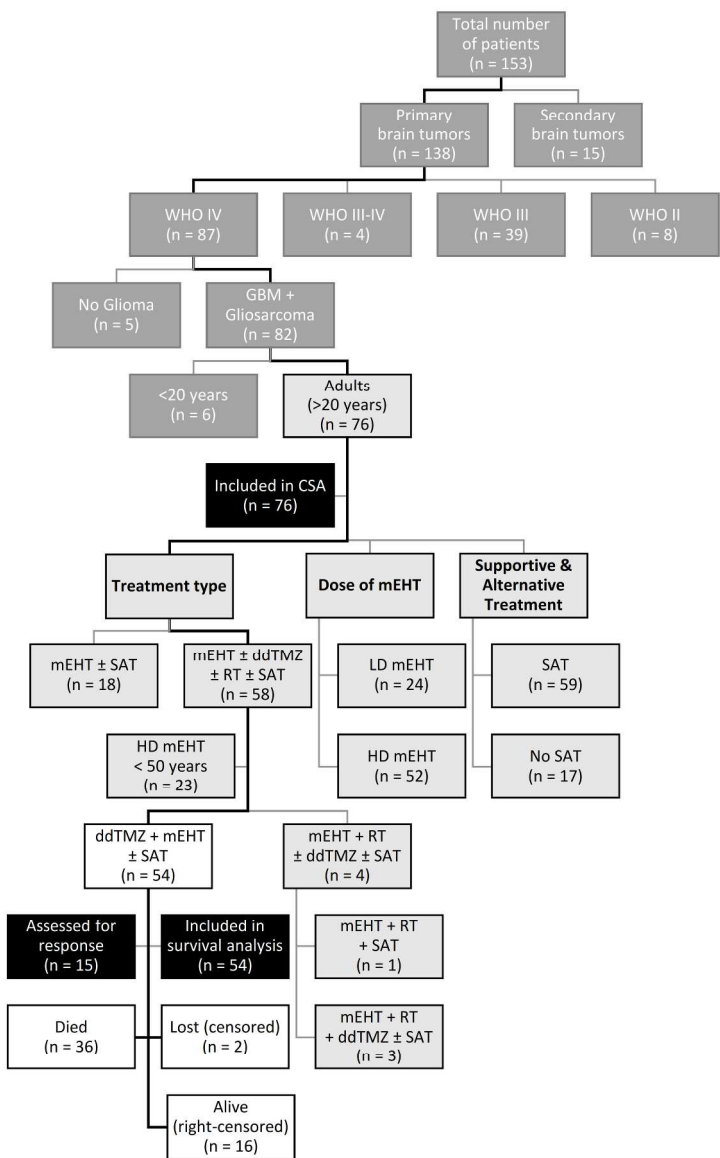 Total number
of patients
(n = 153)
Primary
brain tumors
(n = 138)
Secondary
brain tumors
(n = 15)
WHO IV
(n = 87)
WHO III-IV
(n = 4)
WHO III
(n = 39)
WHO II
(n = 8)
No Glioma
(n = 5)
GBM +
Gliosarcoma
(n = 82)
<20 years
(n = 6)
Adults
(>20 years)
(n = 76)
Included in CSA
(n = 76)
Treatment type
Dose of mEHT
Supportive &
Alternative
Treatment
mEHT ± SAT
(n = 18)
mEHT ± ddTMZ
± RT ± SAT
(n = 58)
LD mEHT
(n = 24)
SAT
(n = 59)
HD mEHT
< 50 years
(n = 23)
HD mEHT
(n = 52)
No SAT
(n = 17)
ddTMZ + mEHT
± SAT
(n = 54)
mEHT + RT
± ddTMZ ± SAT
(n = 4)
Assessed for
response
(n = 15)
Included in
survival analysis
(n = 54)
mEHT + RT
+ SAT
(n = 1)
Died
(n = 36)
Lost (censored)
(n = 2)
mEHT + RT
+ ddTMZ ± SAT
(n = 3)
Alive
(right-censored)
(n = 16)